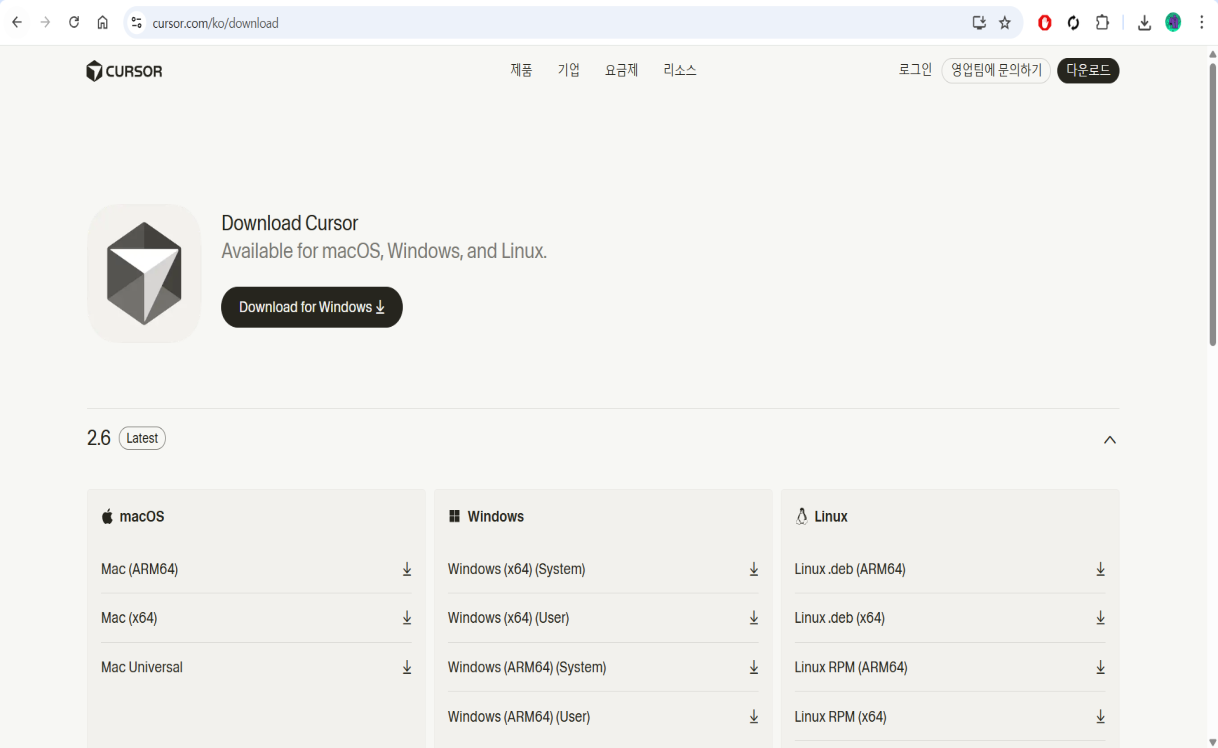 cursor.com/ko/download
CURSOR
제품 기업 요금제 리소스
로그인 영업팀에 문의하기 다운로드
Download Cursor
Available for macOS, Windows, and Linux.
Download for Windows
2.6 Latest
macOS
Mac (ARM64)
Mac (x64)
Mac Universal
Windows
Windows (x64) (System)
Windows (x64) (User)
Windows (ARM64) (System)
Windows (ARM64) (User)
Linux
Linux .deb (ARM64)
Linux .deb (x64)
Linux RPM (ARM64)
Linux RPM (x64)